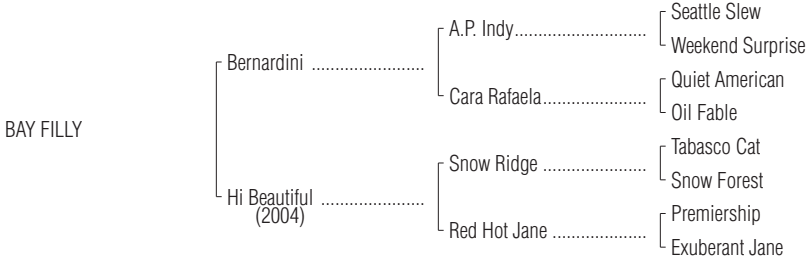 Seattle Slew
A.P. Indy..............................
Weekend Surprise
Bernardini ........................
Quiet American
Cara Rafaela......................
Oil Fable
BAY FILLY
Tabasco Cat
Snow Ridge ......................
Snow Forest
Hi Beautiful ......................
(2004)
Premiership
Red Hot Jane ....................
Exuberant Jane